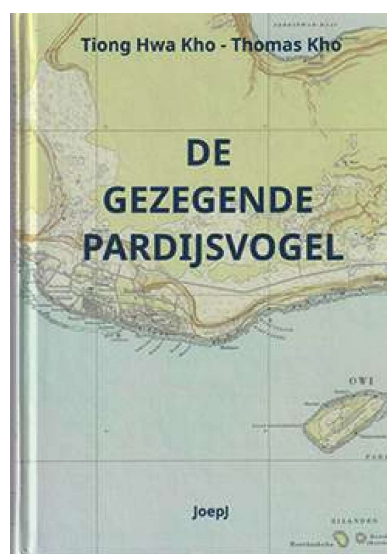 Tiong Hwa Kho - Thomas Kho
DE
GEZEGENDE
PARDIJSVOGEL
OWI
EILANDEN
JoepJ